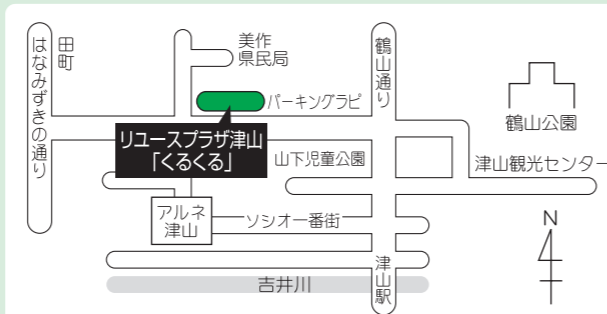 田町
はなみずきの通り
美作
県民局
鶴山通り
パーキングラピ
鶴山公園
リユースプラザ津山
「くるくる」
山下児童公園
津山観光センター
アルネ
津山
ソシオ一番街
N
津山駅
吉井川